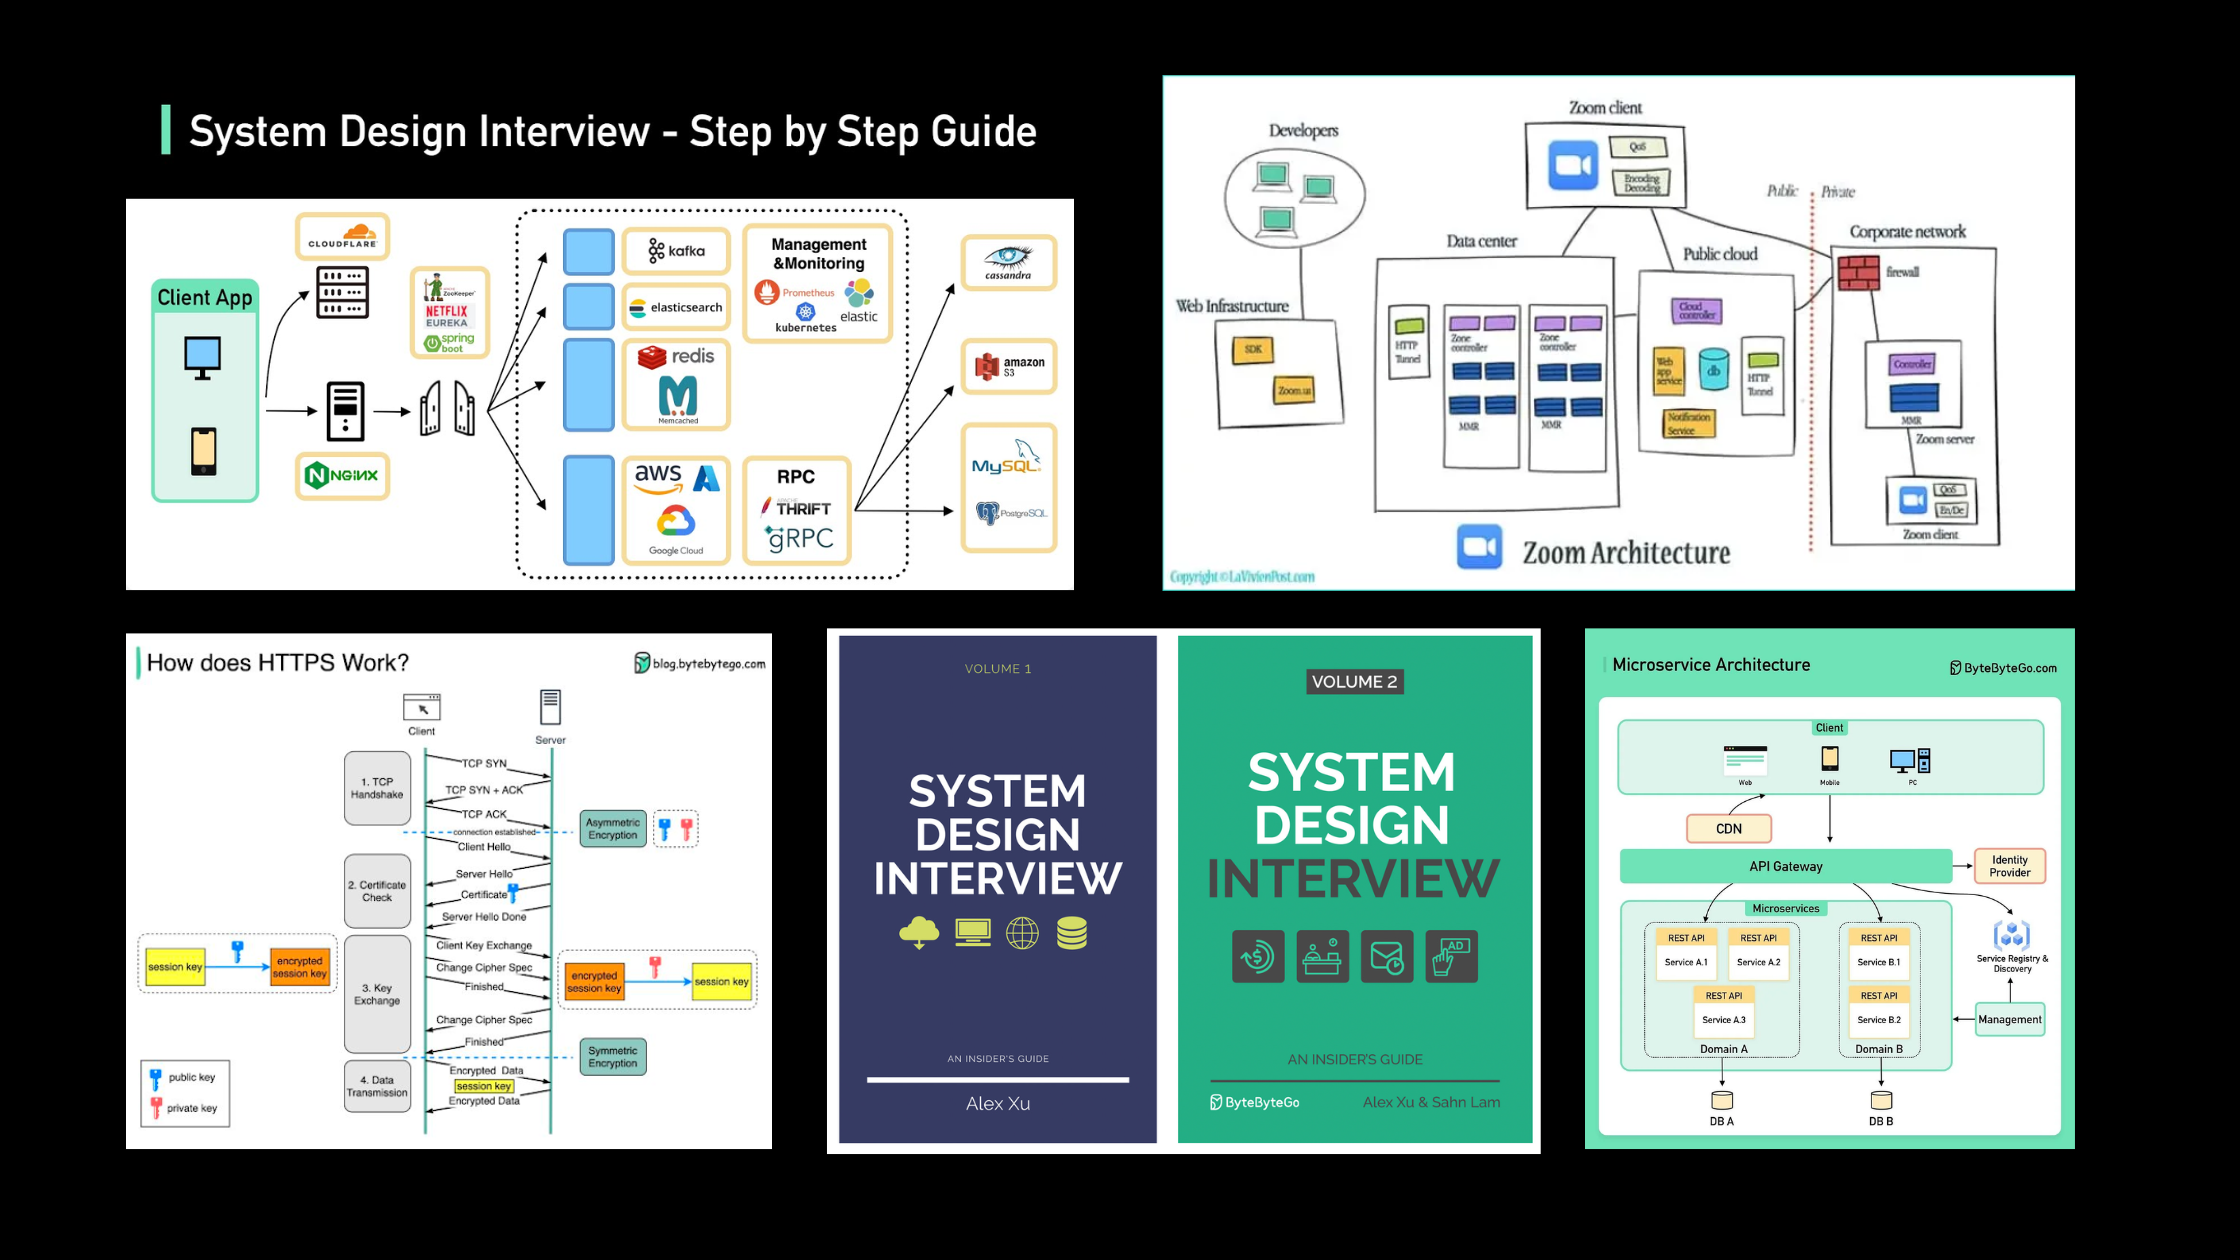 System Design Interview - Step by Step Guide
CLOUDFLARE
Client App
APACHE
ZooKeeper
NETFLIX
EUREKA
spring
boot
NGINX
kafka
elasticsearch
redis
Memcached
aws
Google Cloud
Management
&Monitoring
Prometheus
kubernetes
elastic
RPC
APACHE
THRIFT
gRPC
cassandra
amazon
S3
MySQL
PostgreSQL
Zoom client
QoS
Encoding
Decoding
Developers
Public
Private
Data center
Public cloud
Corporate network
firewall
Web Infrastructure
SDK
Zoom.us
HTTP
Tunnel
Zone
controller
MMR
Zone
controller
MMR
Cloud
controller
Web
app
service
db
HTTP
Tunnel
Notification
Service
Controller
MMR
Zoom server
QoS
En/De
Zoom client
Zoom Architecture
Copyright©LaVivienPost.com
How does HTTPS Work?
blog.bytebytego.com
Client
Server
1. TCP
Handshake
TCP SYN
TCP SYN + ACK
TCP ACK
connection established
Asymmetric
Encryption
Client Hello
2. Certificate
Check
Server Hello
Certificate
Server Hello Done
3. Key
Exchange
Client Key Exchange
Change Cipher Spec
Finished
session key
encrypted
session key
encrypted
session key
session key
Change Cipher Spec
Finished
Symmetric
Encryption
4. Data
Transmission
Encrypted Data
session key
Encrypted Data
public key
private key
VOLUME 1
SYSTEM
DESIGN
INTERVIEW
AN INSIDER'S GUIDE
Alex Xu
VOLUME 2
SYSTEM
DESIGN
INTERVIEW
AD
AN INSIDER'S GUIDE
ByteByteGo
Alex Xu & Sahn Lam
Microservice Architecture
ByteByteGo.com
Client
Web
Mobile
PC
CDN
API Gateway
Identity
Provider
Microservices
REST API
Service A.1
REST API
Service A.2
REST API
Service A.3
Domain A
REST API
Service B.1
REST API
Service B.2
Domain B
Service Registry &
Discovery
Management
DB A
DB B